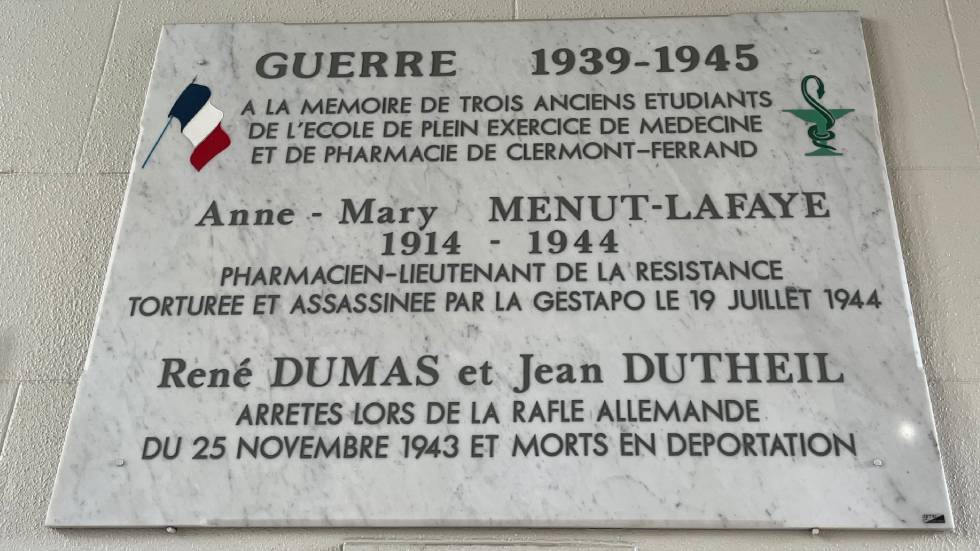 GUERRE 1939-1945
A LA MEMOIRE DE TROIS ANCIENS ETUDIANTS
DE L'ECOLE DE PLEIN EXERCICE DE MEDECINE
ET DE PHARMACIE DE CLERMONT-FERRAND
Anne - Mary MENUT-LAFAYE
1914 - 1944
PHARMACIEN-LIEUTENANT DE LA RESISTANCE
TORTUREE ET ASSASSINEE PAR LA GESTAPO LE 19 JUILLET 1944
René DUMAS et Jean DUTHEIL
ARRETES LORS DE LA RAFLE ALLEMANDE
DU 25 NOVEMBRE 1943 ET MORTS EN DEPORTATION